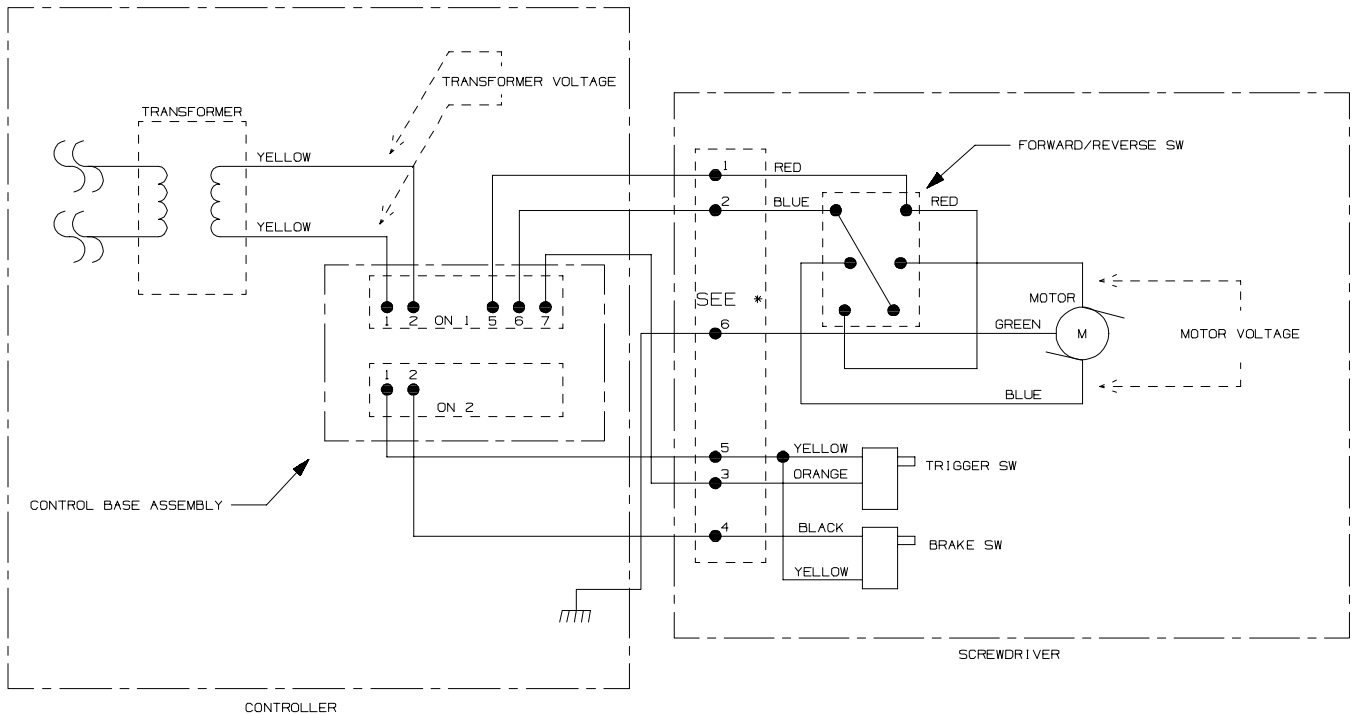 TRANSFORMER VOLTAGE
TRANSFORMER
YELLOW
YELLOW
1 2 ON 1 5 6 7
1 2
ON 2
CONTROL BASE ASSEMBLY
CONTROLLER
1
RED
2
BLUE
FORWARD/REVERSE SW
RED
SEE *
6
MOTOR
GREEN
M
MOTOR VOLTAGE
BLUE
5
YELLOW
3
ORANGE
TRIGGER SW
4
BLACK
BRAKE SW
YELLOW
SCREWDRIVER